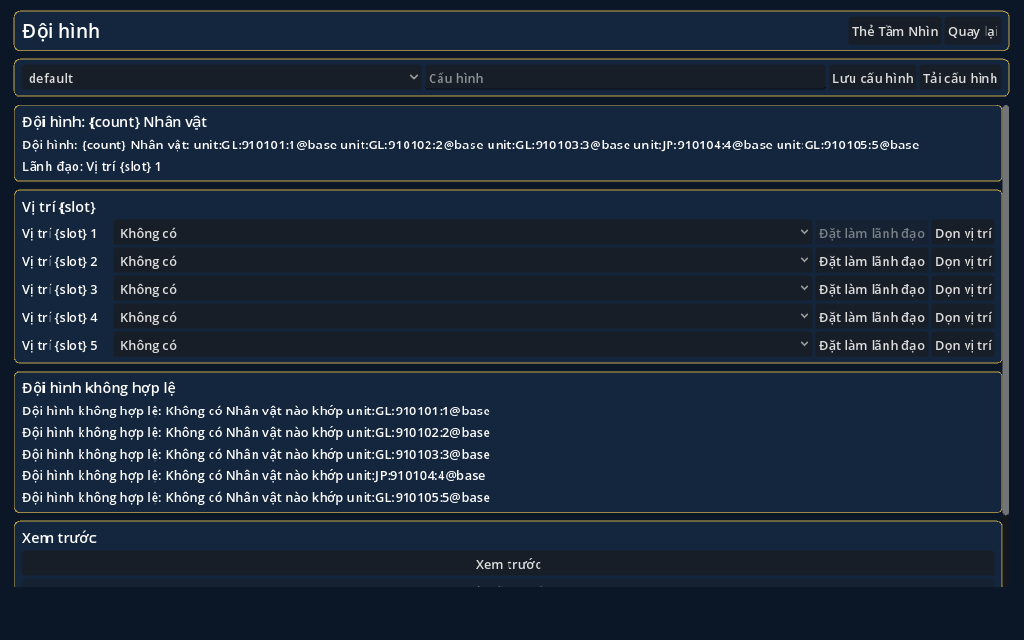 Đội hình
Thẻ Tầm Nhìn
Quay lại
default
Cấu hình
Lưu cấu hình
Tải cấu hình
Đội hình: {count} Nhân vật
Đội hình: {count} Nhân vật: unit:GL:910101:1@base unit:GL:910102:2@base unit:GL:910103:3@base unit:JP:910104:4@base unit:GL:910105:5@base
Lãnh đạo: Vị trí {slot} 1
Vị trí {slot}
Vị trí {slot} 1
Không có
Đặt làm lãnh đạo
Dọn vị trí
Vị trí {slot} 2
Không có
Đặt làm lãnh đạo
Dọn vị trí
Vị trí {slot} 3
Không có
Đặt làm lãnh đạo
Dọn vị trí
Vị trí {slot} 4
Không có
Đặt làm lãnh đạo
Dọn vị trí
Vị trí {slot} 5
Không có
Đặt làm lãnh đạo
Dọn vị trí
Đội hình không hợp lệ
Đội hình không hợp lệ: Không có Nhân vật nào khớp unit:GL:910101:1@base
Đội hình không hợp lệ: Không có Nhân vật nào khớp unit:GL:910102:2@base
Đội hình không hợp lệ: Không có Nhân vật nào khớp unit:GL:910103:3@base
Đội hình không hợp lệ: Không có Nhân vật nào khớp unit:JP:910104:4@base
Đội hình không hợp lệ: Không có Nhân vật nào khớp unit:GL:910105:5@base
Xem trước
Xem trước